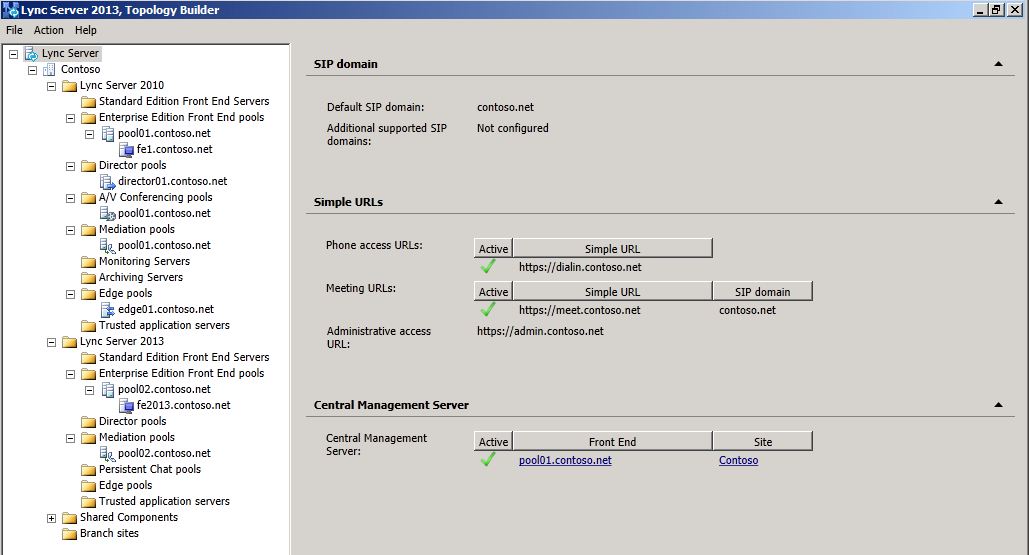 Lync Server 2013, Topology Builder
File Action Help
Lync Server
Contoso
Lync Server 2010
Standard Edition Front End Servers
Enterprise Edition Front End pools
pool01.contoso.net
fe1.contoso.net
Director pools
director01.contoso.net
A/V Conferencing pools
pool01.contoso.net
Mediation pools
pool01.contoso.net
Monitoring Servers
Archiving Servers
Edge pools
edge01.contoso.net
Trusted application servers
Lync Server 2013
Standard Edition Front End Servers
Enterprise Edition Front End pools
pool02.contoso.net
fe2013.contoso.net
Director pools
Mediation pools
pool02.contoso.net
Persistent Chat pools
Edge pools
Trusted application servers
Shared Components
Branch sites
SIP domain
Default SIP domain: contoso.net
Additional supported SIP Not configured
domains:
Simple URLs
Phone access URLs: Active Simple URL
https://dialin.contoso.net
Meeting URLs: Active Simple URL SIP domain
https://meet.contoso.net contoso.net
Administrative access https://admin.contoso.net
URL:
Central Management Server
Central Management Active Front End Site
Server:
pool01.contoso.net Contoso